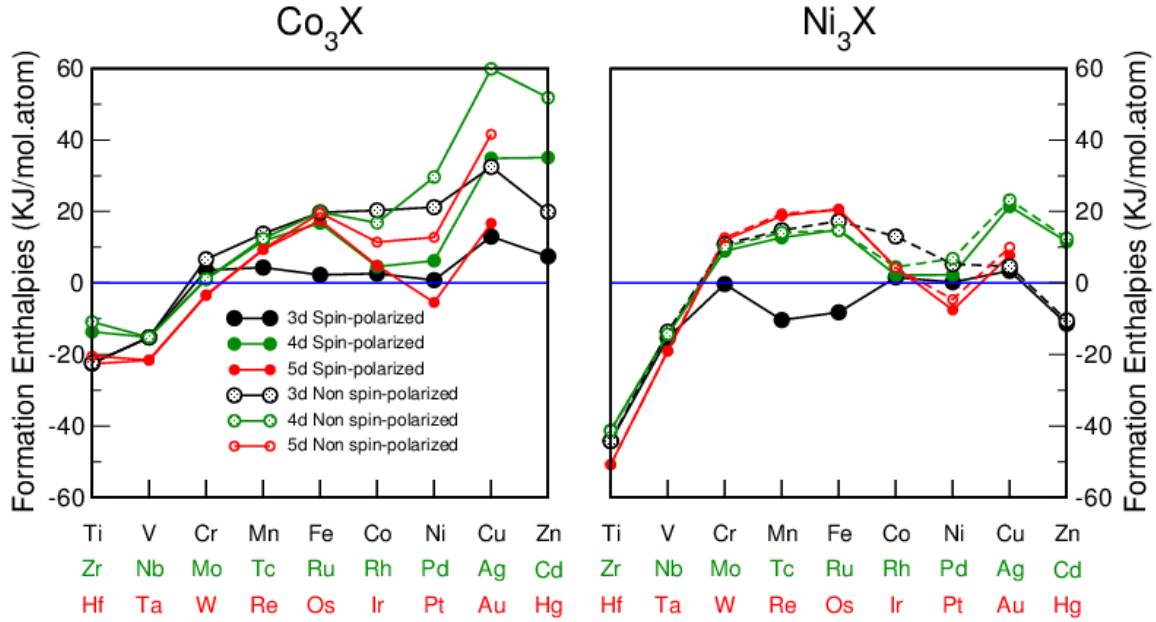 Co3X
Ni3X
Formation Enthalpies (KJ/mol.atom)
60
40
20
0
-20
-40
-60
3d Spin-polarized
4d Spin-polarized
5d Spin-polarized
3d Non spin-polarized
4d Non spin-polarized
5d Non spin-polarized
60
40
20
0
-20
-40
-60
Formation Enthalpies (KJ/mol.atom)
Ti V Cr Mn Fe Co Ni Cu Zn
Zr Nb Mo Tc Ru Rh Pd Ag Cd
Hf Ta W Re Os Ir Pt Au Hg
Ti V Cr Mn Fe Co Ni Cu Zn
Zr Nb Mo Tc Ru Rh Pd Ag Cd
Hf Ta W Re Os Ir Pt Au Hg